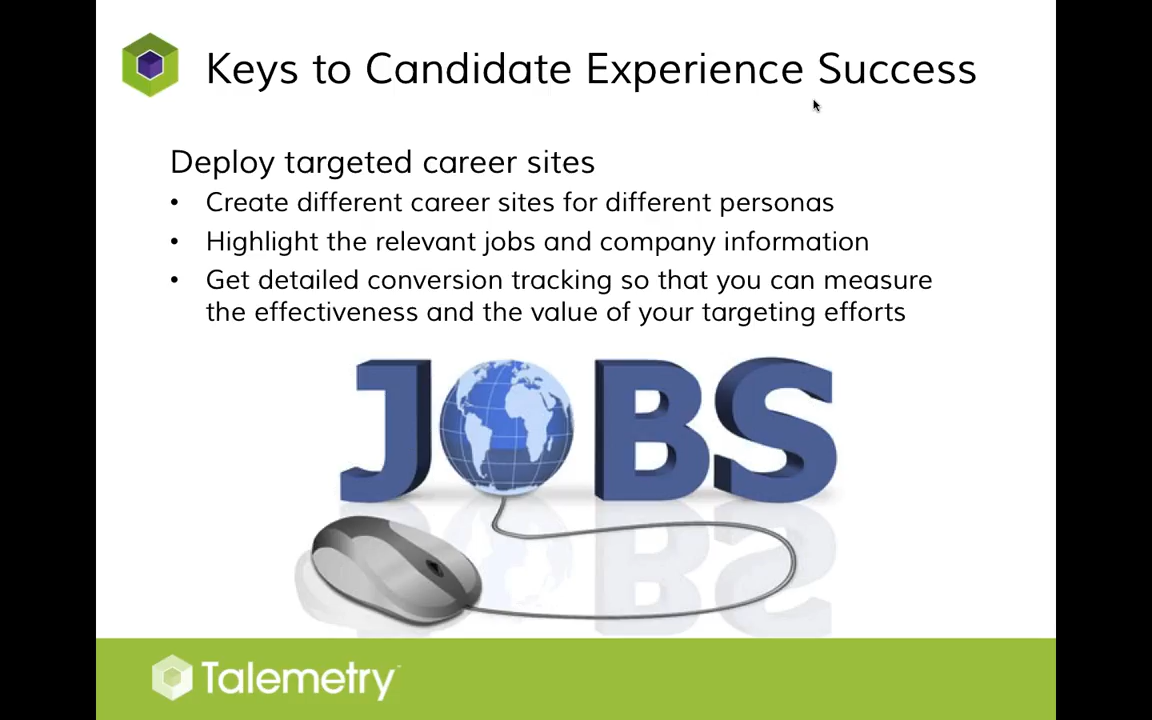 Keys to Candidate Experience Success
Deploy targeted career sites
• Create different career sites for different personas
• Highlight the relevant jobs and company information
• Get detailed conversion tracking so that you can measure
the effectiveness and the value of your targeting efforts
JOBS
Talemetry